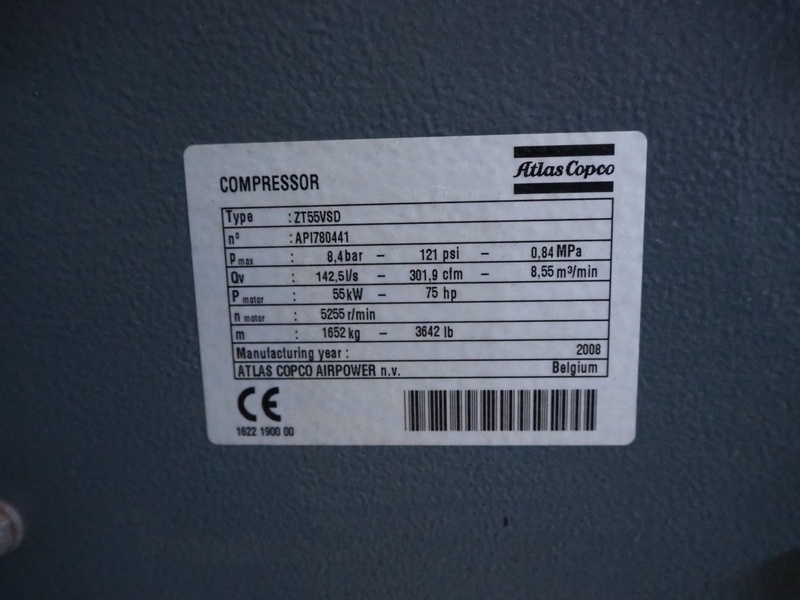 COMPRESSOR
Atlas Copco
Type : ZT55VSD
n° : API780441
p max : 8,4 bar – 121 psi – 0,84 MPa
Qv : 142,5 l/s – 301,9 cfm – 8,55 m³/min
P motor : 55 kW – 75 hp
n motor : 5255 r/min
m : 1652 kg – 3642 lb
Manufacturing year : 2008
ATLAS COPCO AIRPOWER n.v. Belgium
CE
1622 1900 00